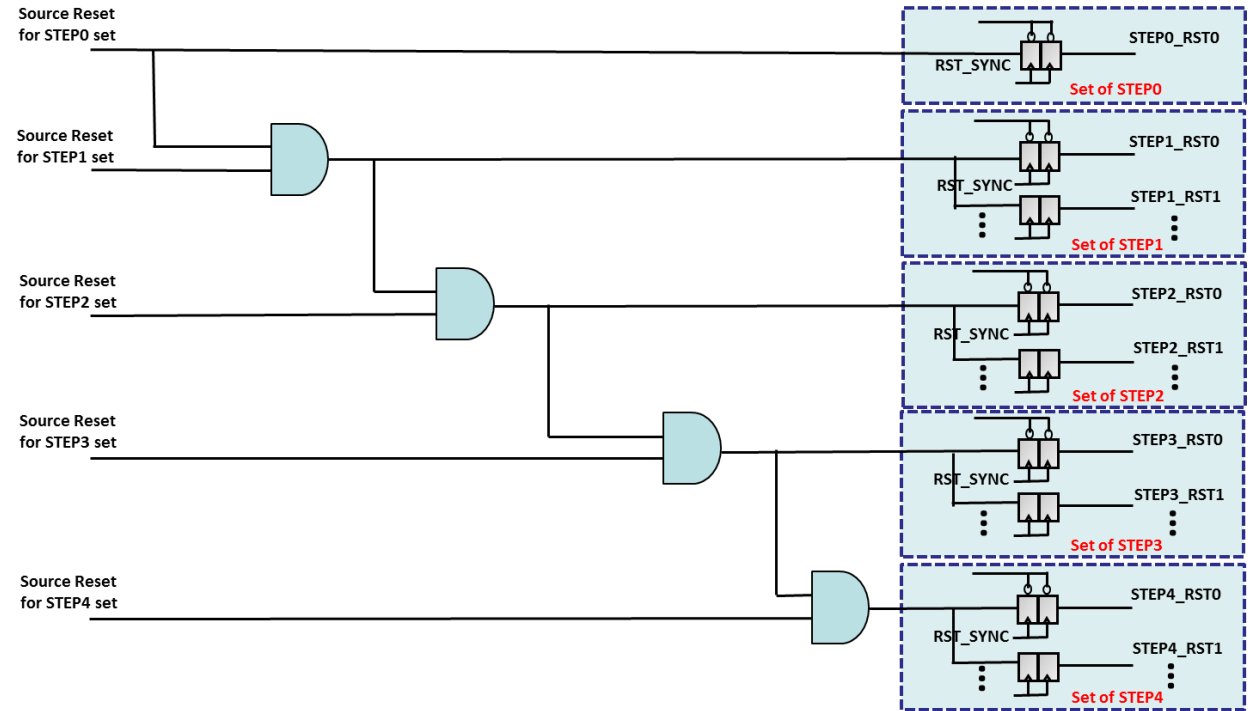 Source Reset
for STEP0 set
STEP0_RST0
RST_SYNC
Set of STEP0
Source Reset
for STEP1 set
STEP1_RST0
RST_SYNC
STEP1_RST1
Set of STEP1
Source Reset
for STEP2 set
STEP2_RST0
RST_SYNC
STEP2_RST1
Set of STEP2
Source Reset
for STEP3 set
STEP3_RST0
RST_SYNC
STEP3_RST1
Set of STEP3
Source Reset
for STEP4 set
STEP4_RST0
RST_SYNC
STEP4_RST1
Set of STEP4